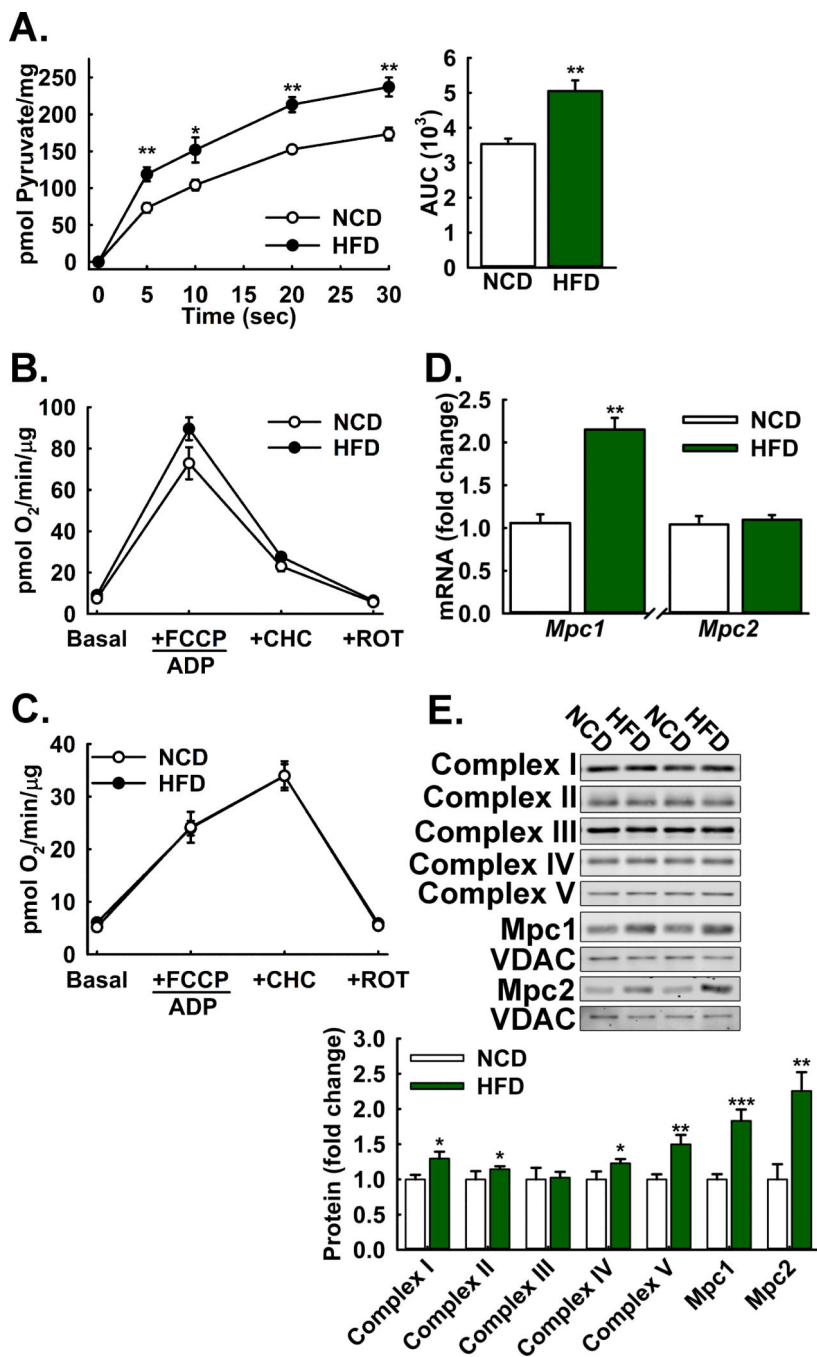 A.
pmol Pyruvate/mg
250
200
150
100
50
0
**
*
**
**
NCD
HFD
0 5 10 15 20 25 30
Time (sec)
AUC (10³)
6
5
4
3
2
1
0
**
NCD HFD
B.
pmol O₂/min/µg
100
80
60
40
20
0
NCD
HFD
Basal +FCCP +CHC +ROT
ADP
D.
mRNA (fold change)
2.5
2.0
1.5
1.0
0.5
0.0
**
NCD
HFD
Mpc1 Mpc2
C.
pmol O₂/min/µg
40
30
20
10
0
NCD
HFD
Basal +FCCP +CHC +ROT
ADP
E.
NCD HFD NCD HFD
Complex I
Complex II
Complex III
Complex IV
Complex V
Mpc1
VDAC
Mpc2
VDAC
Protein (fold change)
3.0
2.5
2.0
1.5
1.0
0.5
0.0
NCD
HFD
* * * ** *** **
Complex I Complex II Complex III Complex IV Complex V Mpc1 Mpc2